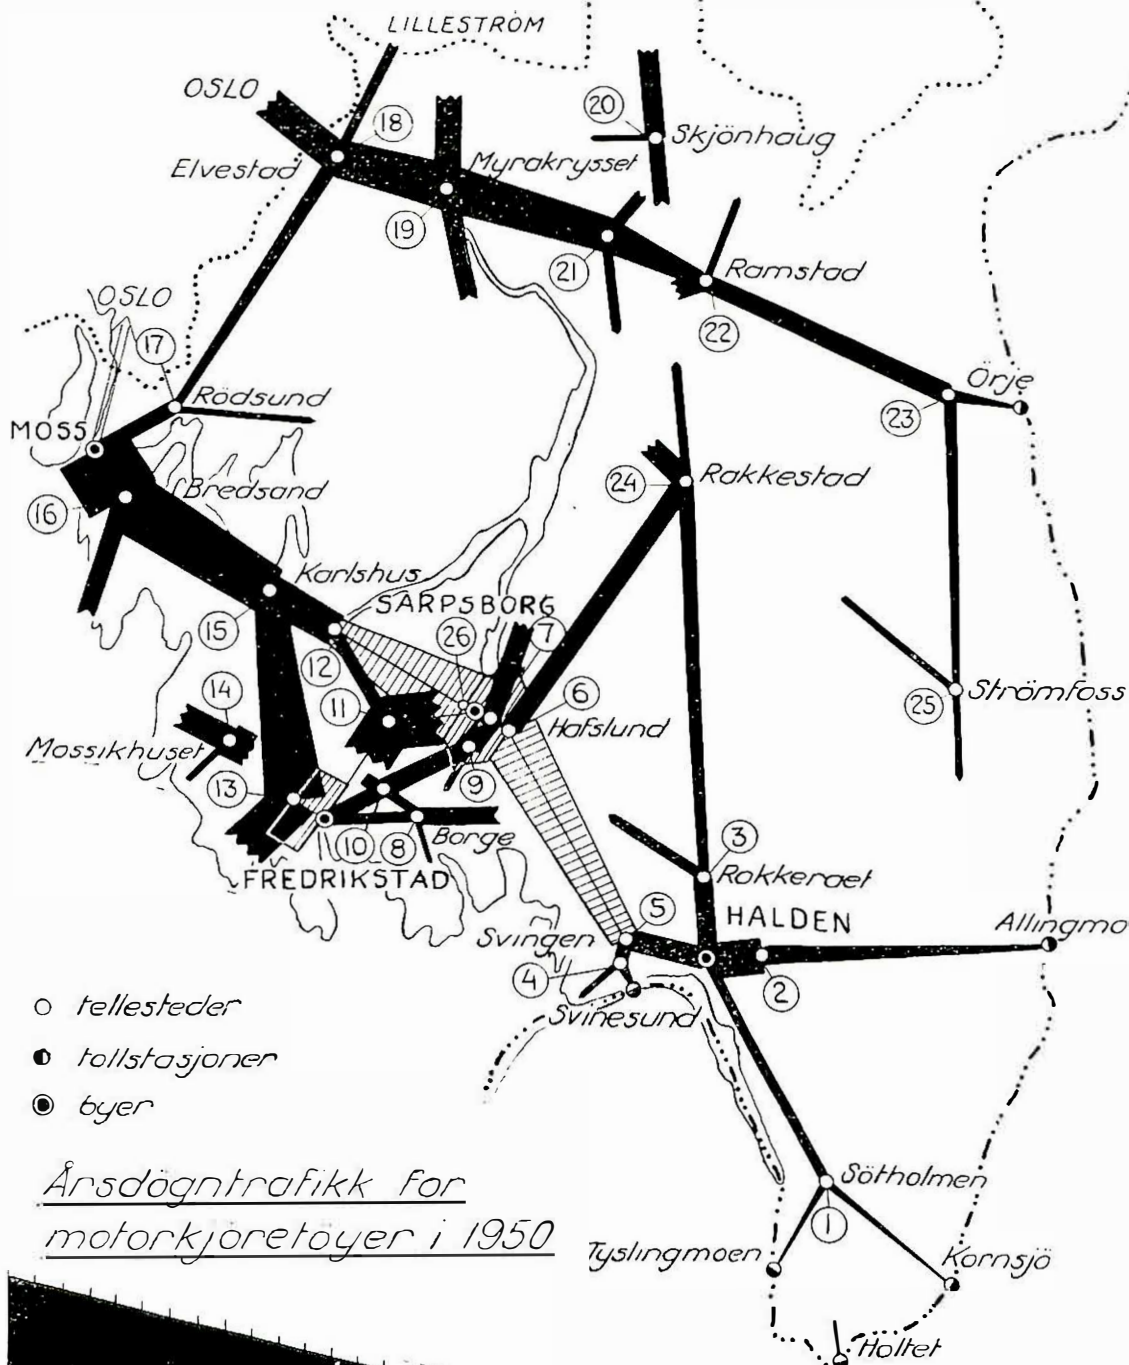 LILLESTRÖM
OSLO
18
20
Skjönhaug
Elvestad
Myrakrysset
19
21
Ramstad
22
OSLO
17
Rödsund
MOSS
Örje
23
Bredsand
16
24
Rakkestad
Karlshus
15
SARPSBORG
12
26
7
6
14
11
Hafslund
25
Strömfoss
Mossikhuset
13
9
10
8
Borge
FREDRIKSTAD
3
Rokkeraet
HALDEN
5
Svingen
4
2
Allingmo
Svinesund
tellesteder
tollstasjoner
byer
Årsdögntrafikk for
motorkjøretøyer i 1950
Sötholmen
1
Tyslingmoen
Kornsjö
Holtet